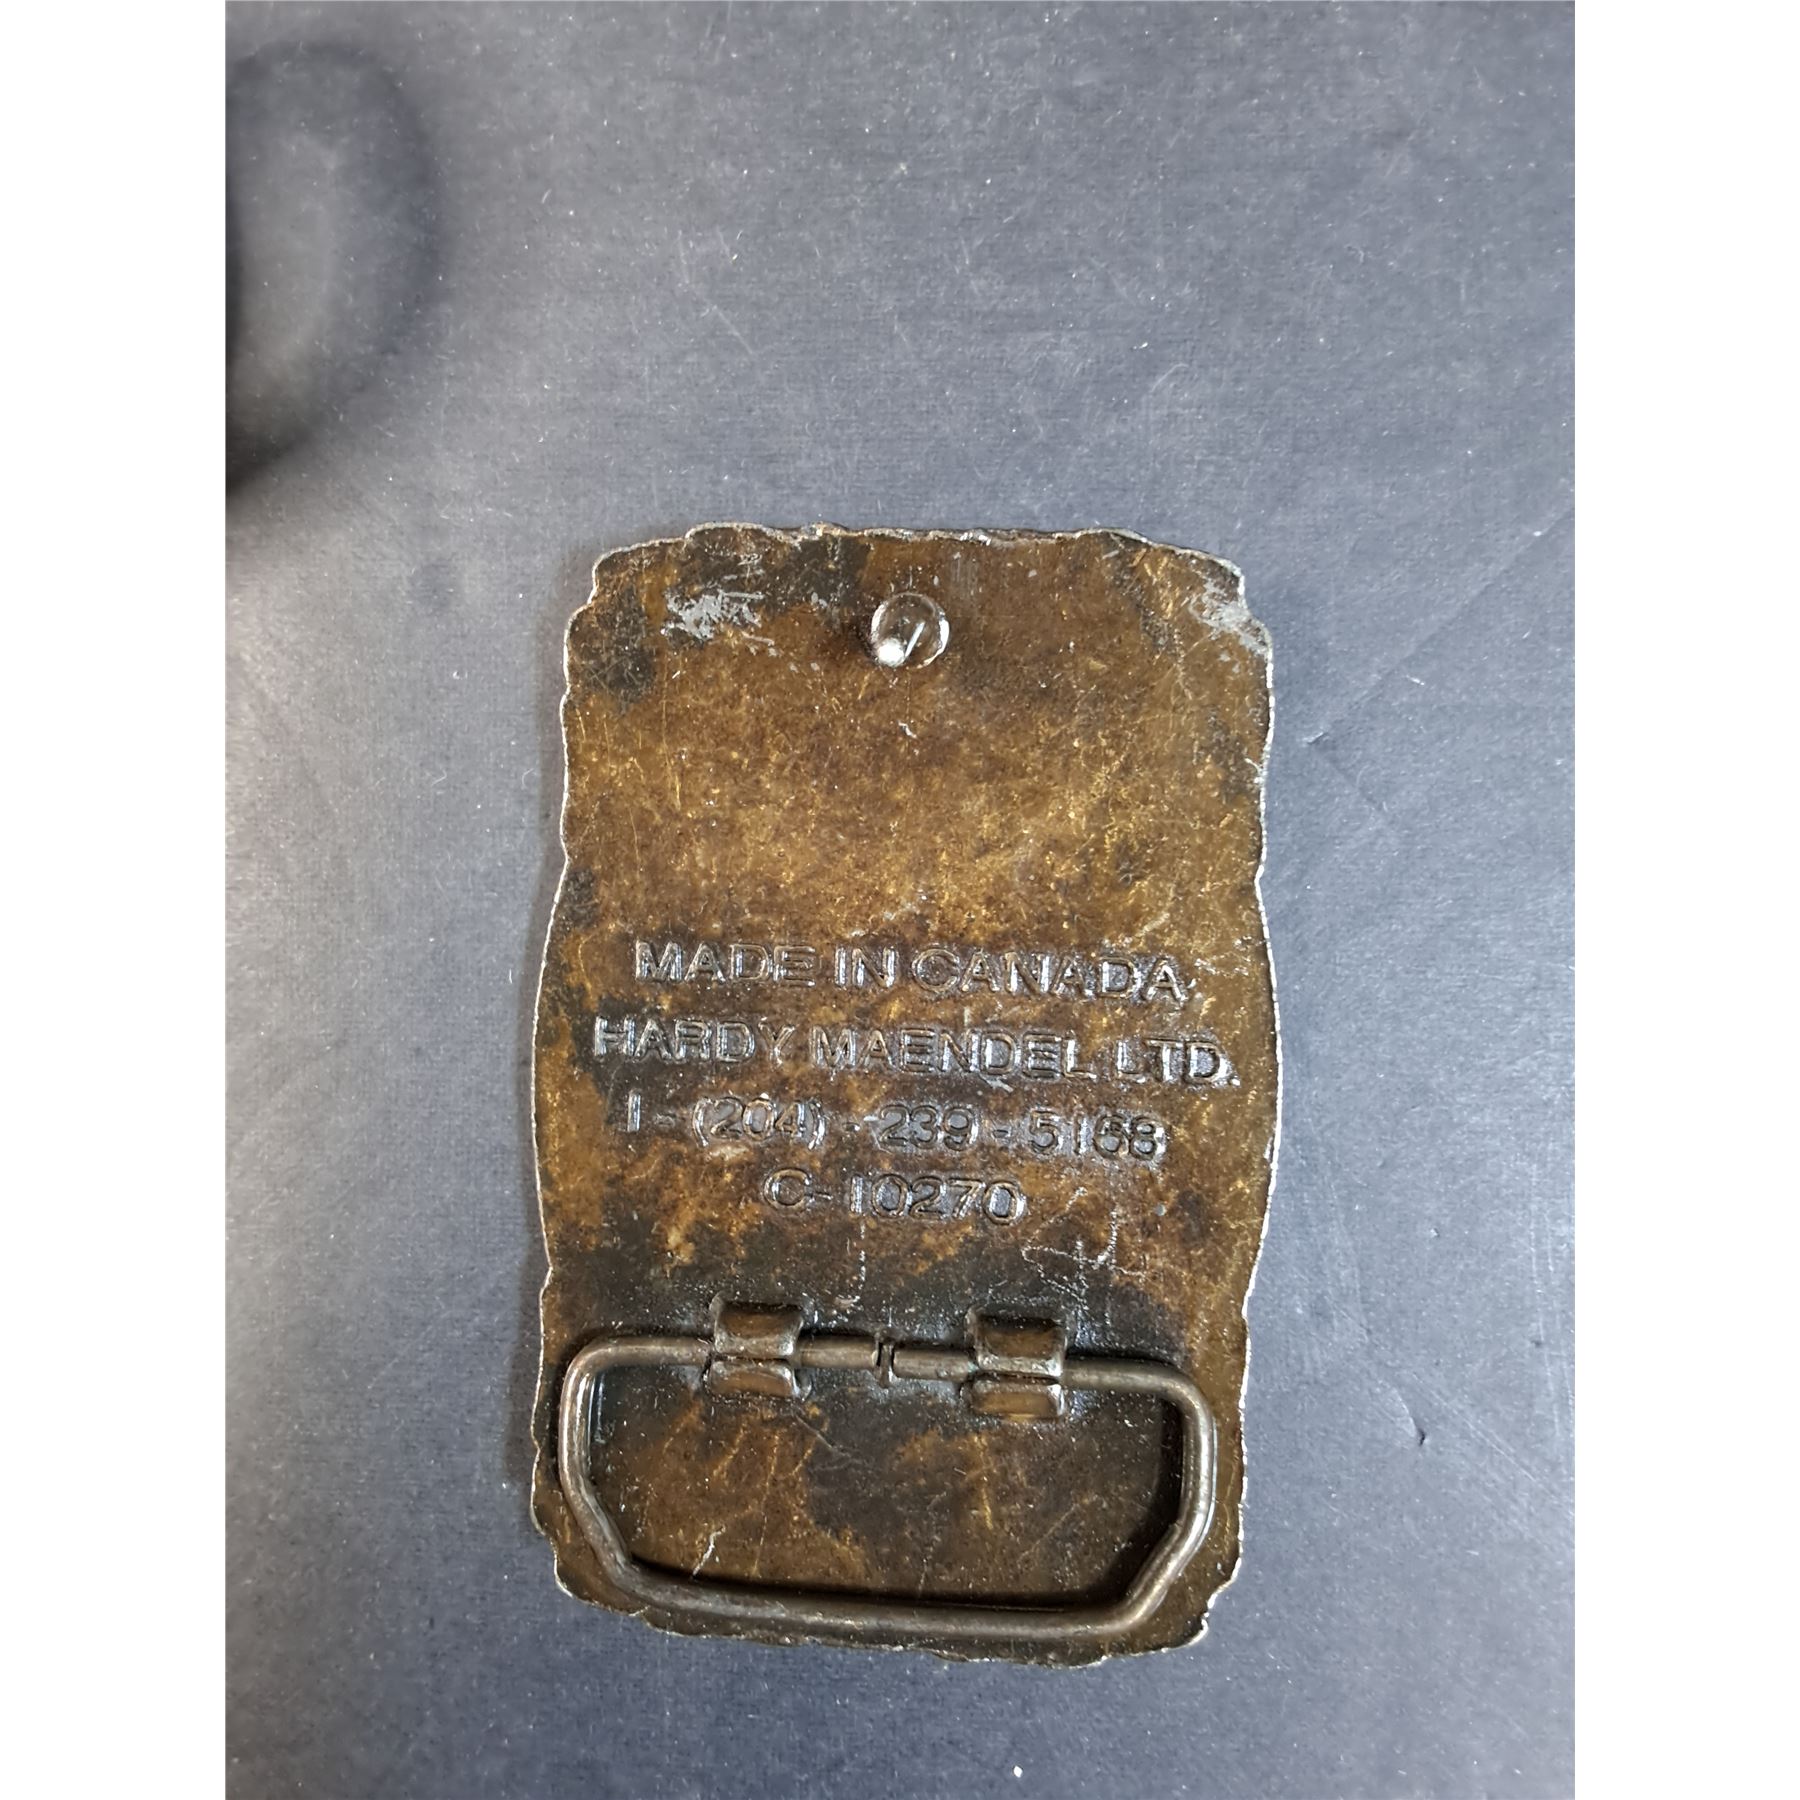 MADE IN CANADA
HARDY MAENDEL LTD.
1 - (204) - 239 - 5168
C-10270